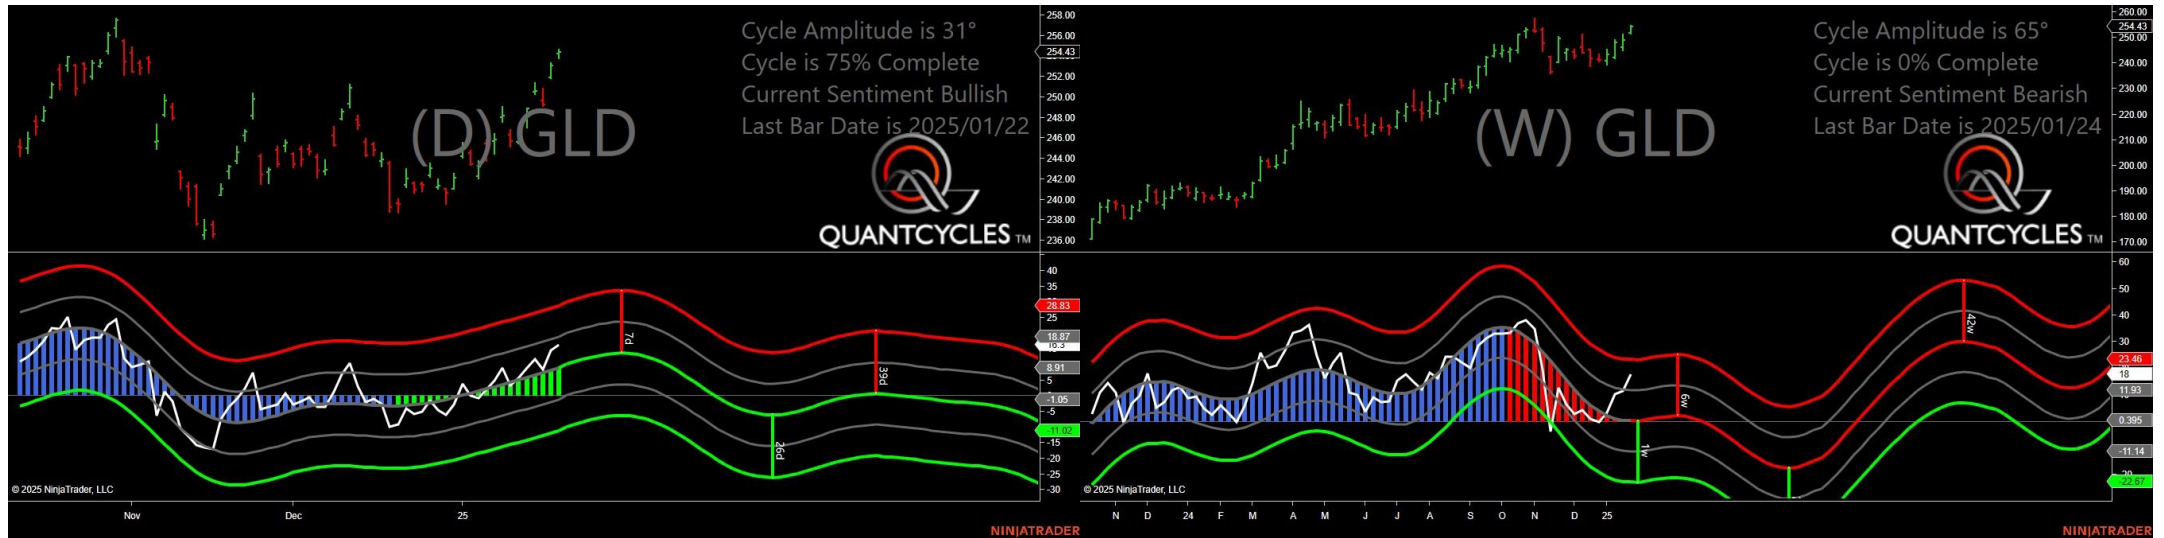 Cycle Amplitude is 31°
Cycle is 75% Complete
Current Sentiment Bullish
Last Bar Date is 2025/01/22
(D) GLD
QUANTCYCLES TM
258.00
256.00
254.43
252.00
250.00
248.00
246.00
244.00
242.00
240.00
238.00
236.00
40
35
28.83
25
18.87
16.3
8.91
5
-1.05
-5
-11.02
-15
-20
-25
-30
7d
26d
39d
© 2025 NinjaTrader, LLC
Nov Dec 25
NINJATRADER
Cycle Amplitude is 65°
Cycle is 0% Complete
Current Sentiment Bearish
Last Bar Date is 2025/01/24
(W) GLD
QUANTCYCLES TM
260.00
254.43
250.00
240.00
230.00
220.00
210.00
200.00
190.00
180.00
170.00
60
50
40
30
23.46
18
11.93
0.395
-11.14
-22.67
1w
6w
42w
© 2025 NinjaTrader, LLC
N D 24 F M A M J J A S O N D 25
NINJATRADER